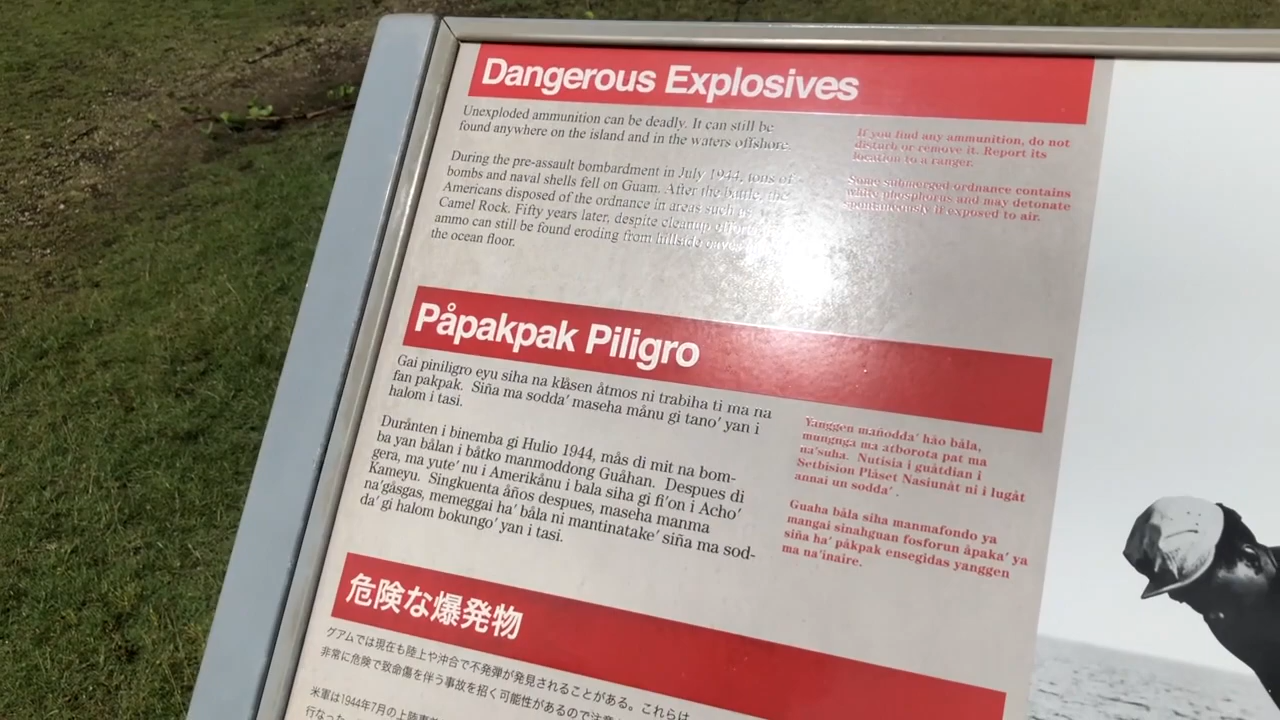 Dangerous Explosives
Unexploded ammunition can be deadly. It can still be
found anywhere on the island and in the waters offshore.
During the pre-assault bombardment in July 1944, tons of
bombs and naval shells fell on Guam. After the battle, the
Americans disposed of the ordnance in areas such as
Camel Rock. Fifty years later, despite cleanup efforts,
ammo can still be found eroding from hillside caves
the ocean floor.
If you find any ammunition, do not
disturb or remove it. Report its
location to a ranger.
Some submerged ordnance contains
white phosphorus and may detonate
spontaneously if exposed to air.
Påpakpak Piligro
Gai piniligro eyu siha na klåsen åtmos ni trabiha ti ma na
fan pakpak. Siña ma sodda' maseha månu gi tano' yan i
halom i tasi.
Durånten i binemba gi Hulio 1944, mås di mit na bom-
ba yan bålan i båtko manmoddong Guåhan. Despues di
gera, ma yute' nu i Amerikånu i bala siha gi fi'on i Acho'
Kameyu. Singkuenta åños despues, maseha manma
na'gåsgas, memeggai ha' båla ni mantinatake' siña ma sod-
da' gi halom bokungo' yan i tasi.
Yanggen mañodda' hao båla,
mungnga ma atborota pat ma
na'suha. Nutisia i guåtdian i
Setbision Plåset Nasiunåt ni i lugåt
annai un sodda'.
Guaha båla siha manmafondo ya
mangai sinahguan fosforun åpaka' ya
siña ha' påkpak ensegidas yanggen
ma na'inaire.
危険な爆発物
グアムでは現在も陸上や沖合で不発弾が発見されることがある。これらは
非常に危険で致命傷を伴う事故を招く可能性があるので注意
米軍は1944年7月の上陸
行なった